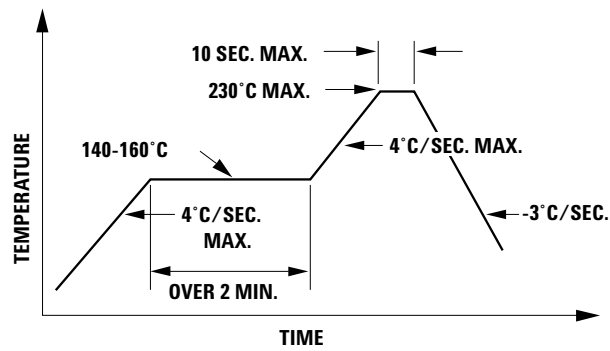 10 SEC. MAX.
230˚C MAX.
140-160˚C
4˚C/SEC. MAX.
4˚C/SEC.
MAX.
-3˚C/SEC.
OVER 2 MIN.
TEMPERATURE
TIME